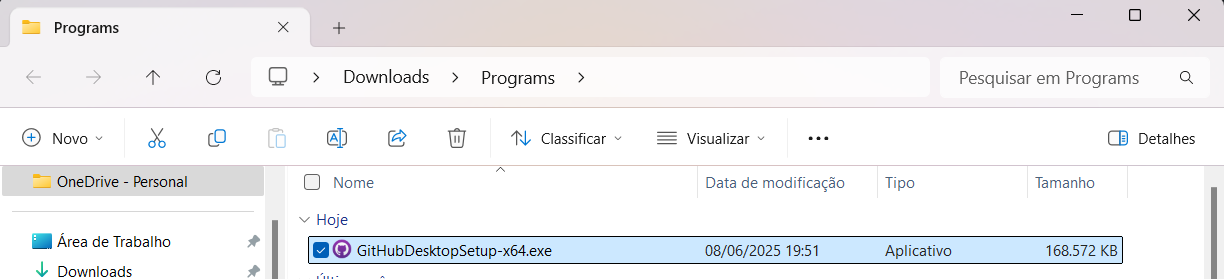 Programs
Downloads Programs Pesquisar em Programs
Novo Classificar Visualizar Detalhes
OneDrive - Personal
Nome Data de modificação Tipo Tamanho
Hoje
Área de Trabalho
GitHubDesktopSetup-x64.exe 08/06/2025 19:51 Aplicativo 168.572 KB
Downloads